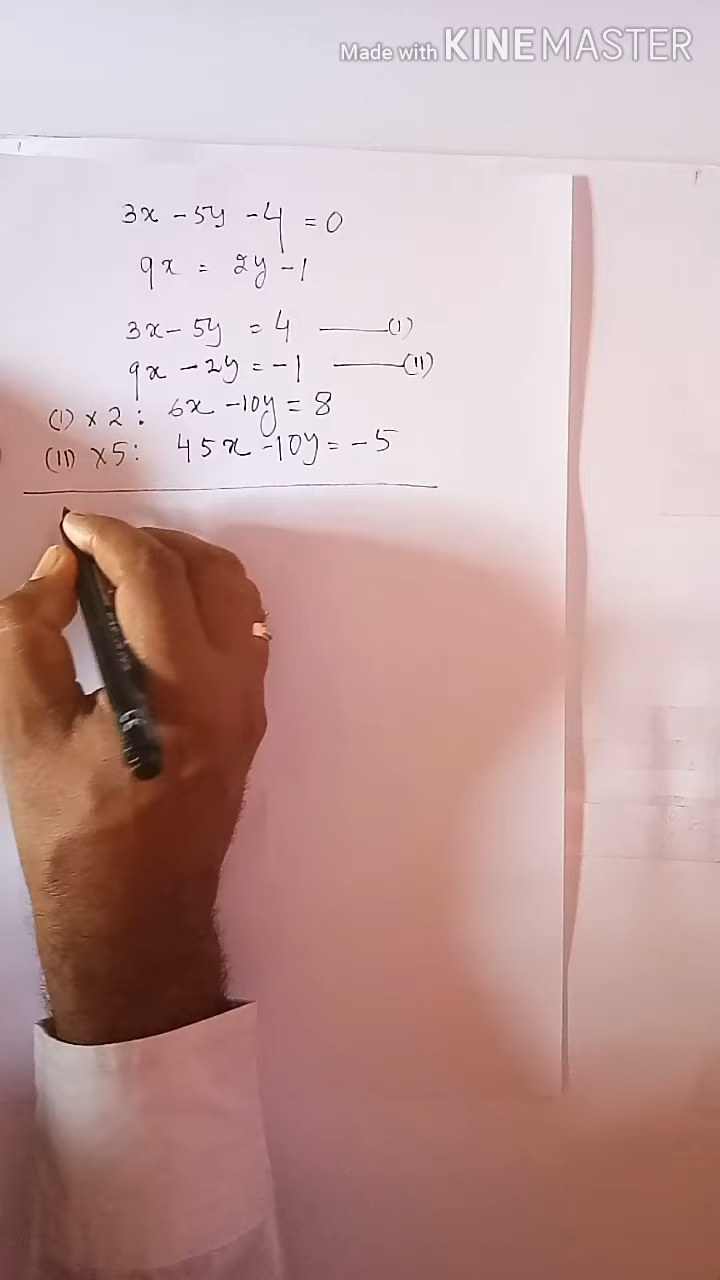 Made with KINEMASTER
3x - 5y - 4 = 0
9x = 2y - 1
3x - 5y = 4 ——— (I)
9x - 2y = -1 ——— (II)
(I) × 2 : 6x - 10y = 8
(II) × 5 : 45x - 10y = -5